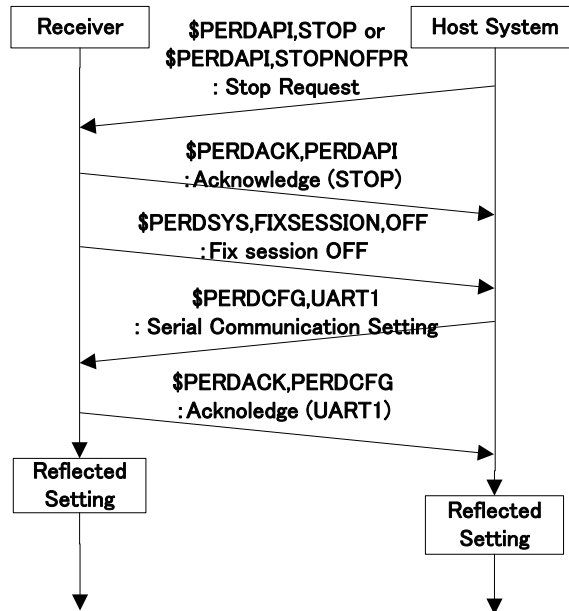 Receiver
Host System
$PERDAPI,STOP or
$PERDAPI,STOPNOFPR
: Stop Request
$PERDACK,PERDAPI
:Acknowledge (STOP)
$PERDSYS,FIXSESSION,OFF
:Fix session OFF
$PERDCFG,UART1
: Serial Communication Setting
$PERDACK,PERDCFG
:Acknoledge (UART1)
Reflected
Setting
Reflected
Setting